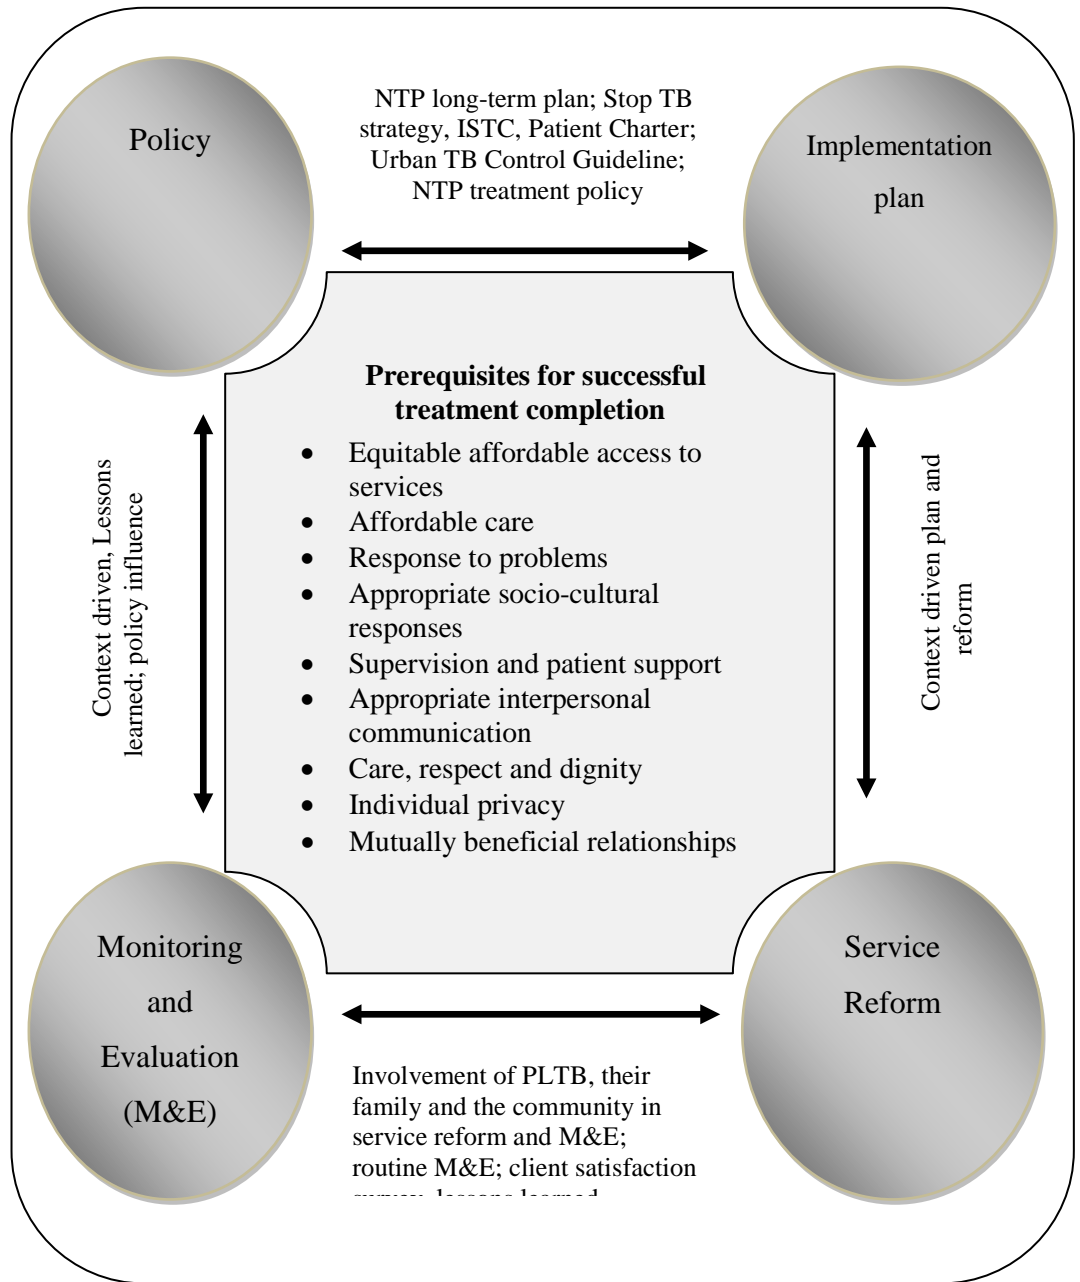 Policy
NTP long-term plan; Stop TB
strategy, ISTC, Patient Charter;
Urban TB Control Guideline;
NTP treatment policy
Implementation
plan
Prerequisites for successful
treatment completion
• Equitable affordable access to
services
• Affordable care
• Response to problems
• Appropriate socio-cultural
responses
• Supervision and patient support
• Appropriate interpersonal
communication
• Care, respect and dignity
• Individual privacy
• Mutually beneficial relationships
Context driven, Lessons
learned; policy influence
Context driven plan and
reform
Monitoring
and
Evaluation
(M&E)
Service
Reform
Involvement of PLTB, their
family and the community in
service reform and M&E;
routine M&E; client satisfaction